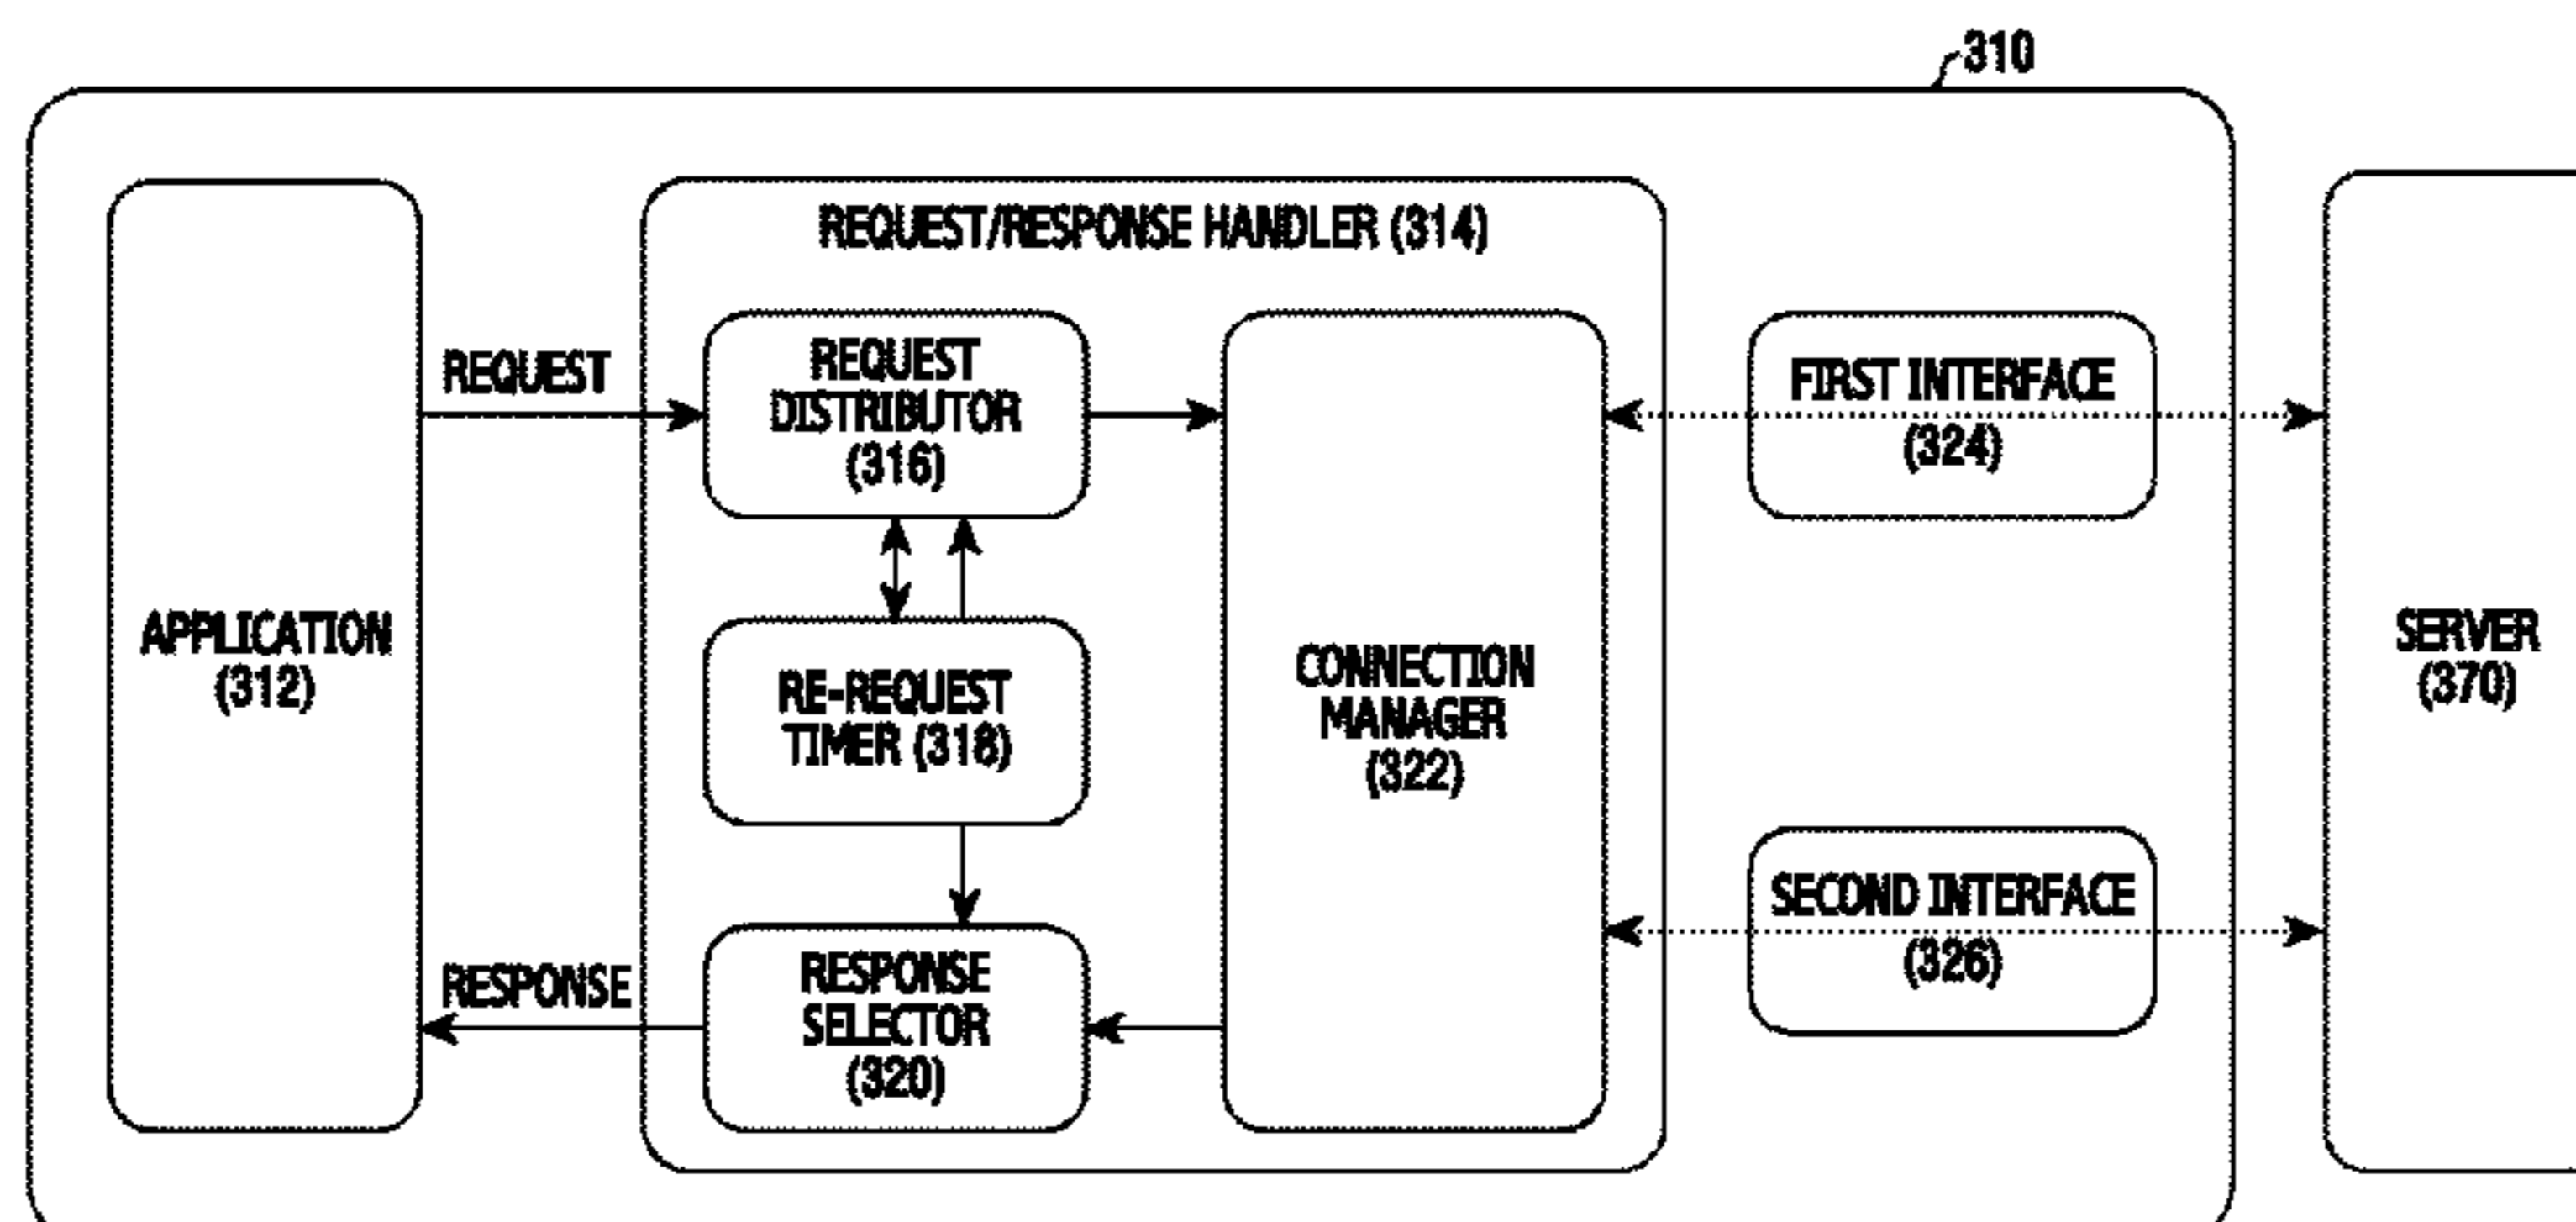 310
REQUEST/RESPONSE HANDLER (314)
APPLICATION
(312)
REQUEST
RESPONSE
REQUEST
DISTRIBUTOR
(316)
RE-REQUEST
TIMER (318)
RESPONSE
SELECTOR
(320)
CONNECTION
MANAGER
(322)
FIRST INTERFACE
(324)
SECOND INTERFACE
(326)
SERVER
(370)